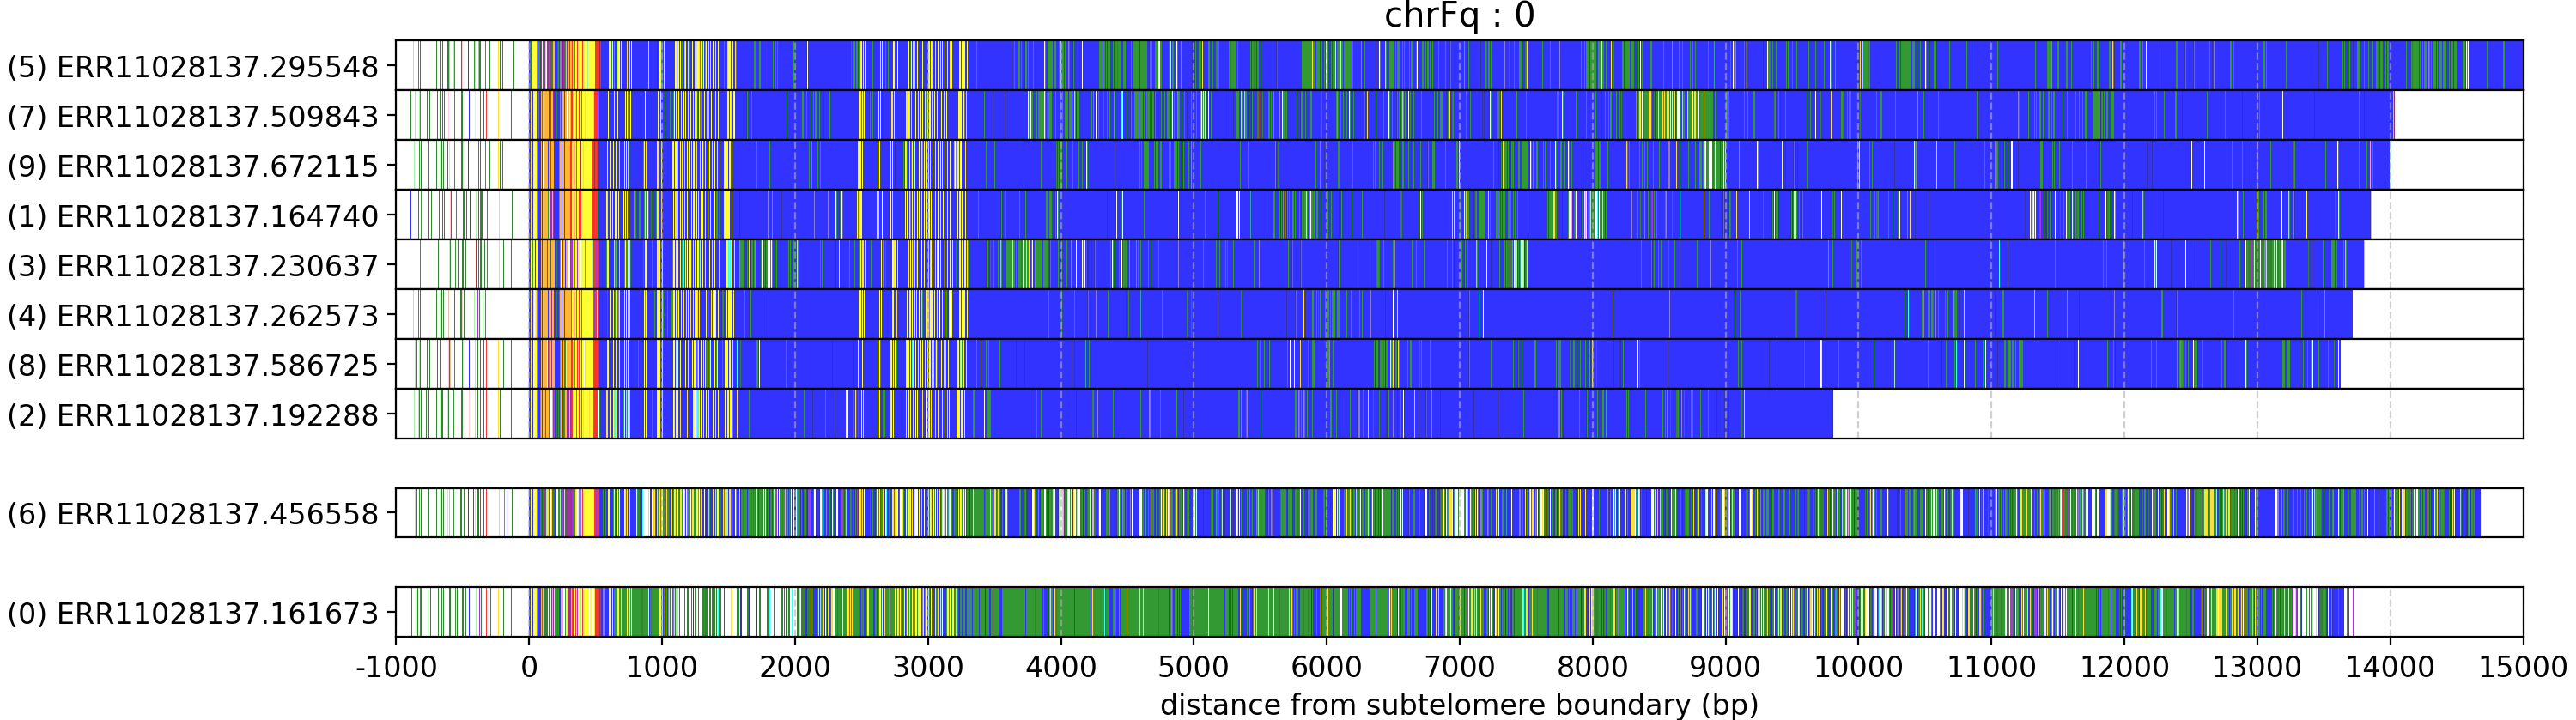 chrFq : 0
(5) ERR11028137.295548
(7) ERR11028137.509843
(9) ERR11028137.672115
(1) ERR11028137.164740
(3) ERR11028137.230637
(4) ERR11028137.262573
(8) ERR11028137.586725
(2) ERR11028137.192288
(6) ERR11028137.456558
(0) ERR11028137.161673
-1000 0 1000 2000 3000 4000 5000 6000 7000 8000 9000 10000 11000 12000 13000 14000 15000
distance from subtelomere boundary (bp)